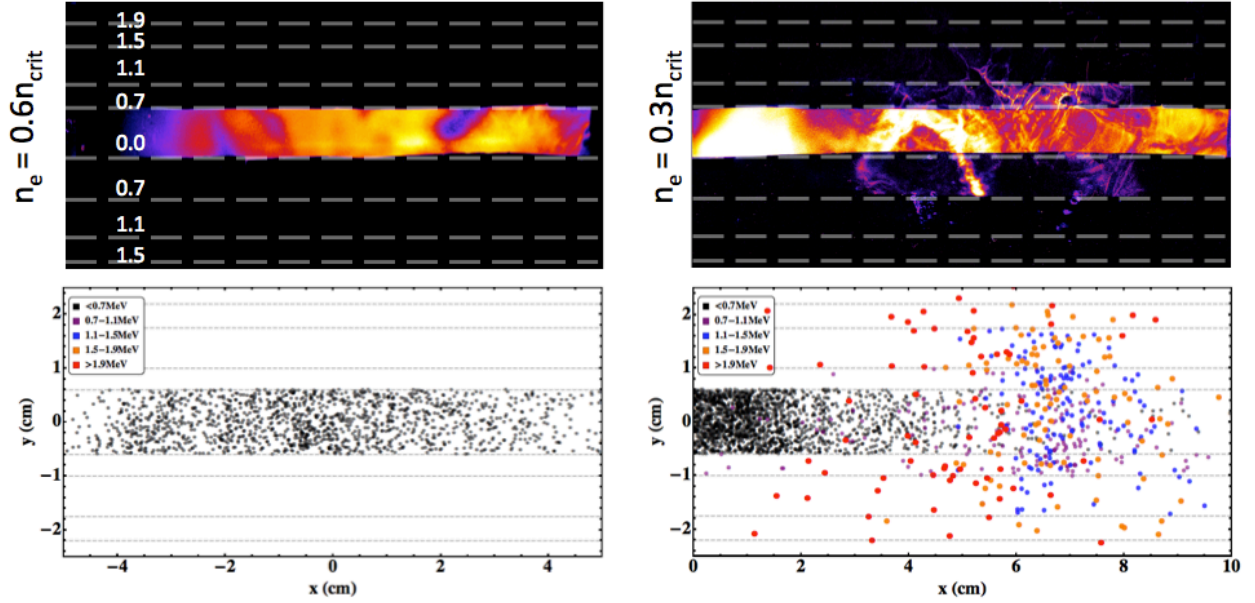 n_e = 0.6n_crit
1.9
1.5
1.1
0.7
0.0
0.7
1.1
1.5
n_e = 0.3n_crit
<0.7MeV
0.7−1.1MeV
1.1−1.5MeV
1.5−1.9MeV
>1.9MeV
y (cm)
2
1
0
−1
−2
−4
−2
0
2
4
x (cm)
<0.7MeV
0.7−1.1MeV
1.1−1.5MeV
1.5−1.9MeV
>1.9MeV
y (cm)
2
1
0
−1
−2
0
2
4
6
8
10
x (cm)